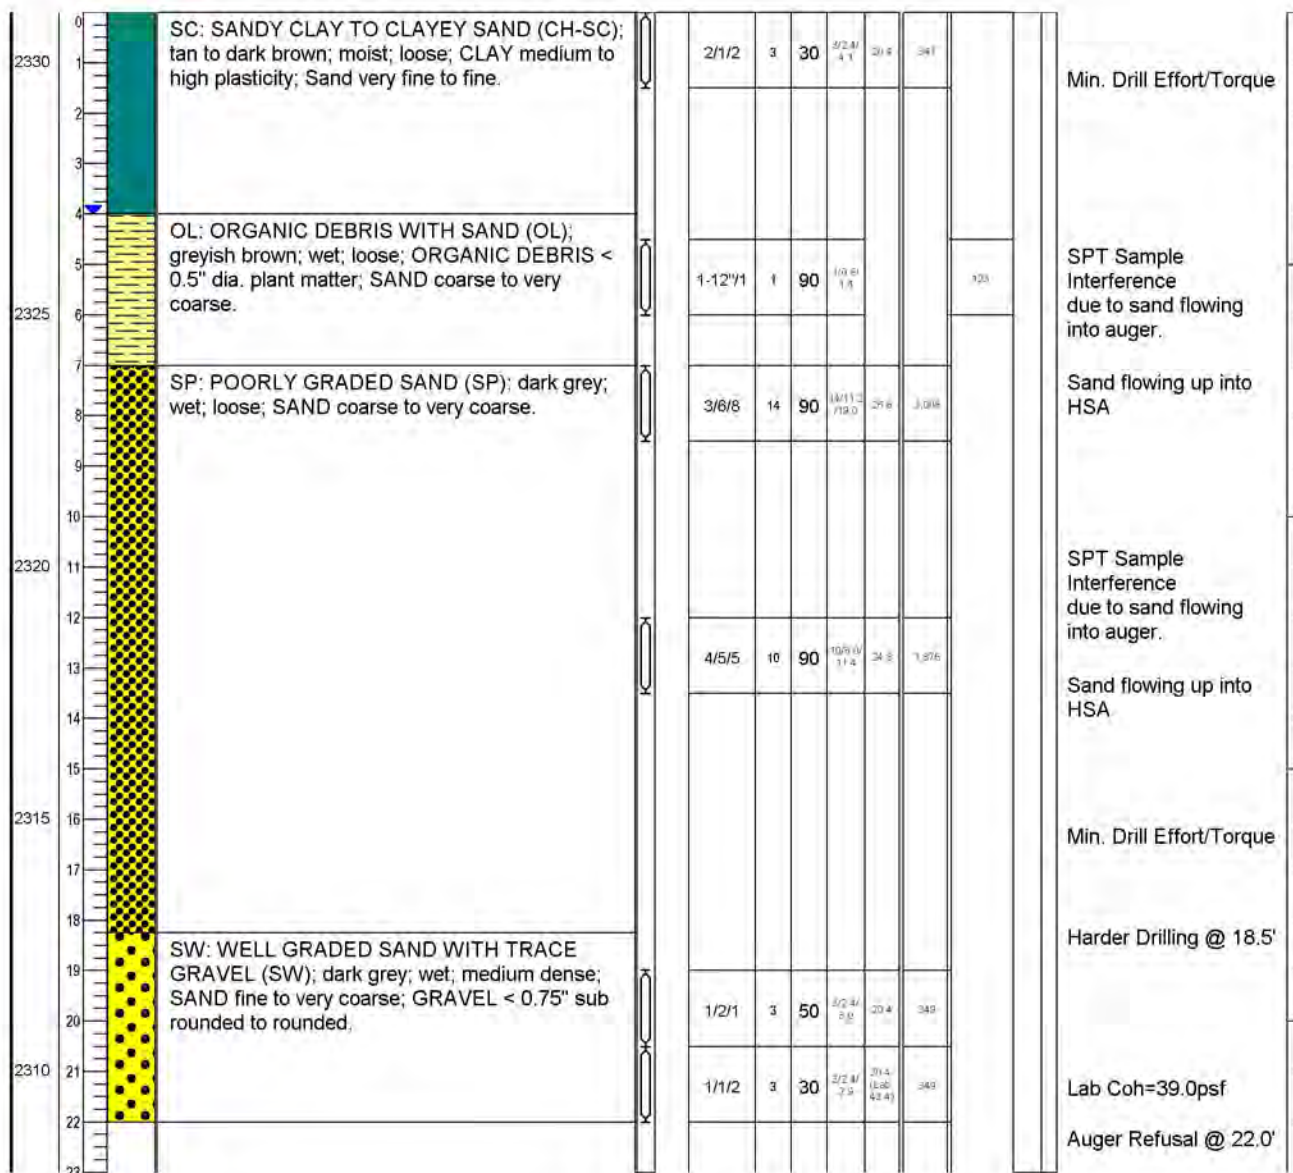 0
SC: SANDY CLAY TO CLAYEY SAND (CH-SC);
tan to dark brown; moist; loose; CLAY medium to
high plasticity; Sand very fine to fine.
2/1/2 3 30
2330 1
Min. Drill Effort/Torque
2
3
4
OL: ORGANIC DEBRIS WITH SAND (OL);
greyish brown; wet; loose; ORGANIC DEBRIS <
0.5" dia. plant matter; SAND coarse to very
coarse.
5
1-12"/1 1 90
SPT Sample
Interference
due to sand flowing
into auger.
2325 6
7
SP: POORLY GRADED SAND (SP): dark grey;
wet; loose; SAND coarse to very coarse.
3/6/8 14 90
Sand flowing up into
HSA
8
9
10
2320 11
SPT Sample
Interference
due to sand flowing
into auger.
12
13
4/5/5 10 90
Sand flowing up into
HSA
14
15
2315 16
Min. Drill Effort/Torque
17
18
Harder Drilling @ 18.5'
SW: WELL GRADED SAND WITH TRACE
GRAVEL (SW); dark grey; wet; medium dense;
SAND fine to very coarse; GRAVEL < 0.75" sub
rounded to rounded.
19
20
1/2/1 3 50 20.4 349
2310 21
1/1/2 3 30 349
Lab Coh=39.0psf
22
Auger Refusal @ 22.0'
23